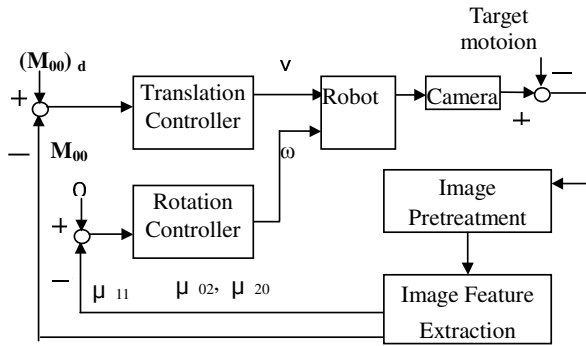 Target
motoion
(M00) d
V
−
+
Translation
Controller
Robot
Camera
+
−
M00
ω
0
+
Rotation
Controller
Image
Pretreatment
−
μ 11
μ 02, μ 20
Image Feature
Extraction